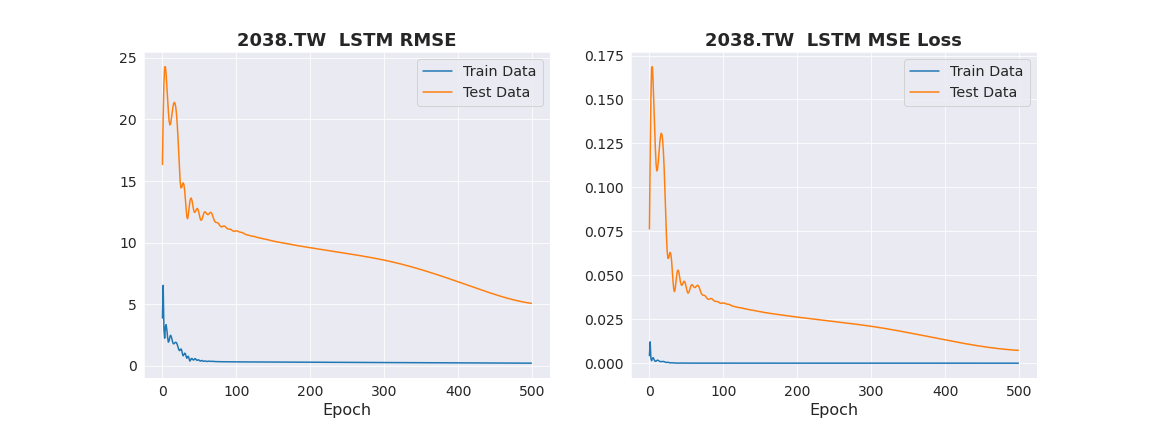 2038.TW  LSTM RMSE
25
20
15
10
5
0
0 100 200 300 400 500
Epoch
Train Data
Test Data
2038.TW  LSTM MSE Loss
0.175
0.150
0.125
0.100
0.075
0.050
0.025
0.000
0 100 200 300 400 500
Epoch
Train Data
Test Data